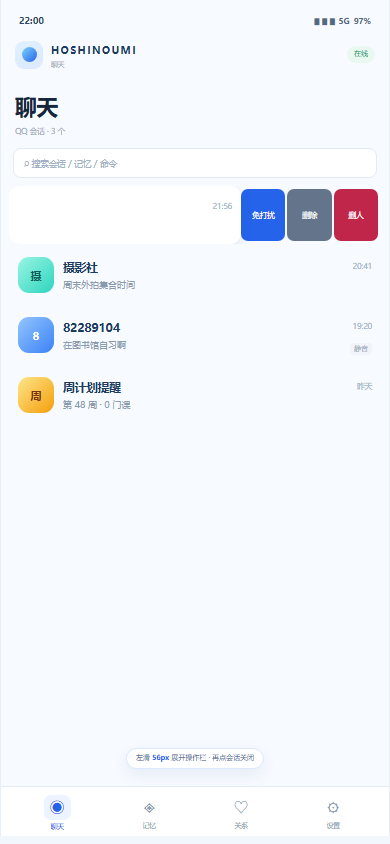 22:00
5G 97%
HOSHINOUMI
聊天
在线
聊天
QQ 会话 · 3 个
搜索会话 / 记忆 / 命令
21:56
免打扰
删除
删人
摄
摄影社
20:41
周末外拍集合时间
8
82289104
19:20
在图书馆自习啊
静音
周
周计划提醒
昨天
第 48 周 · 0 门课
左滑 56px 展开操作栏 · 再点会话关闭
聊天
记忆
关系
设置